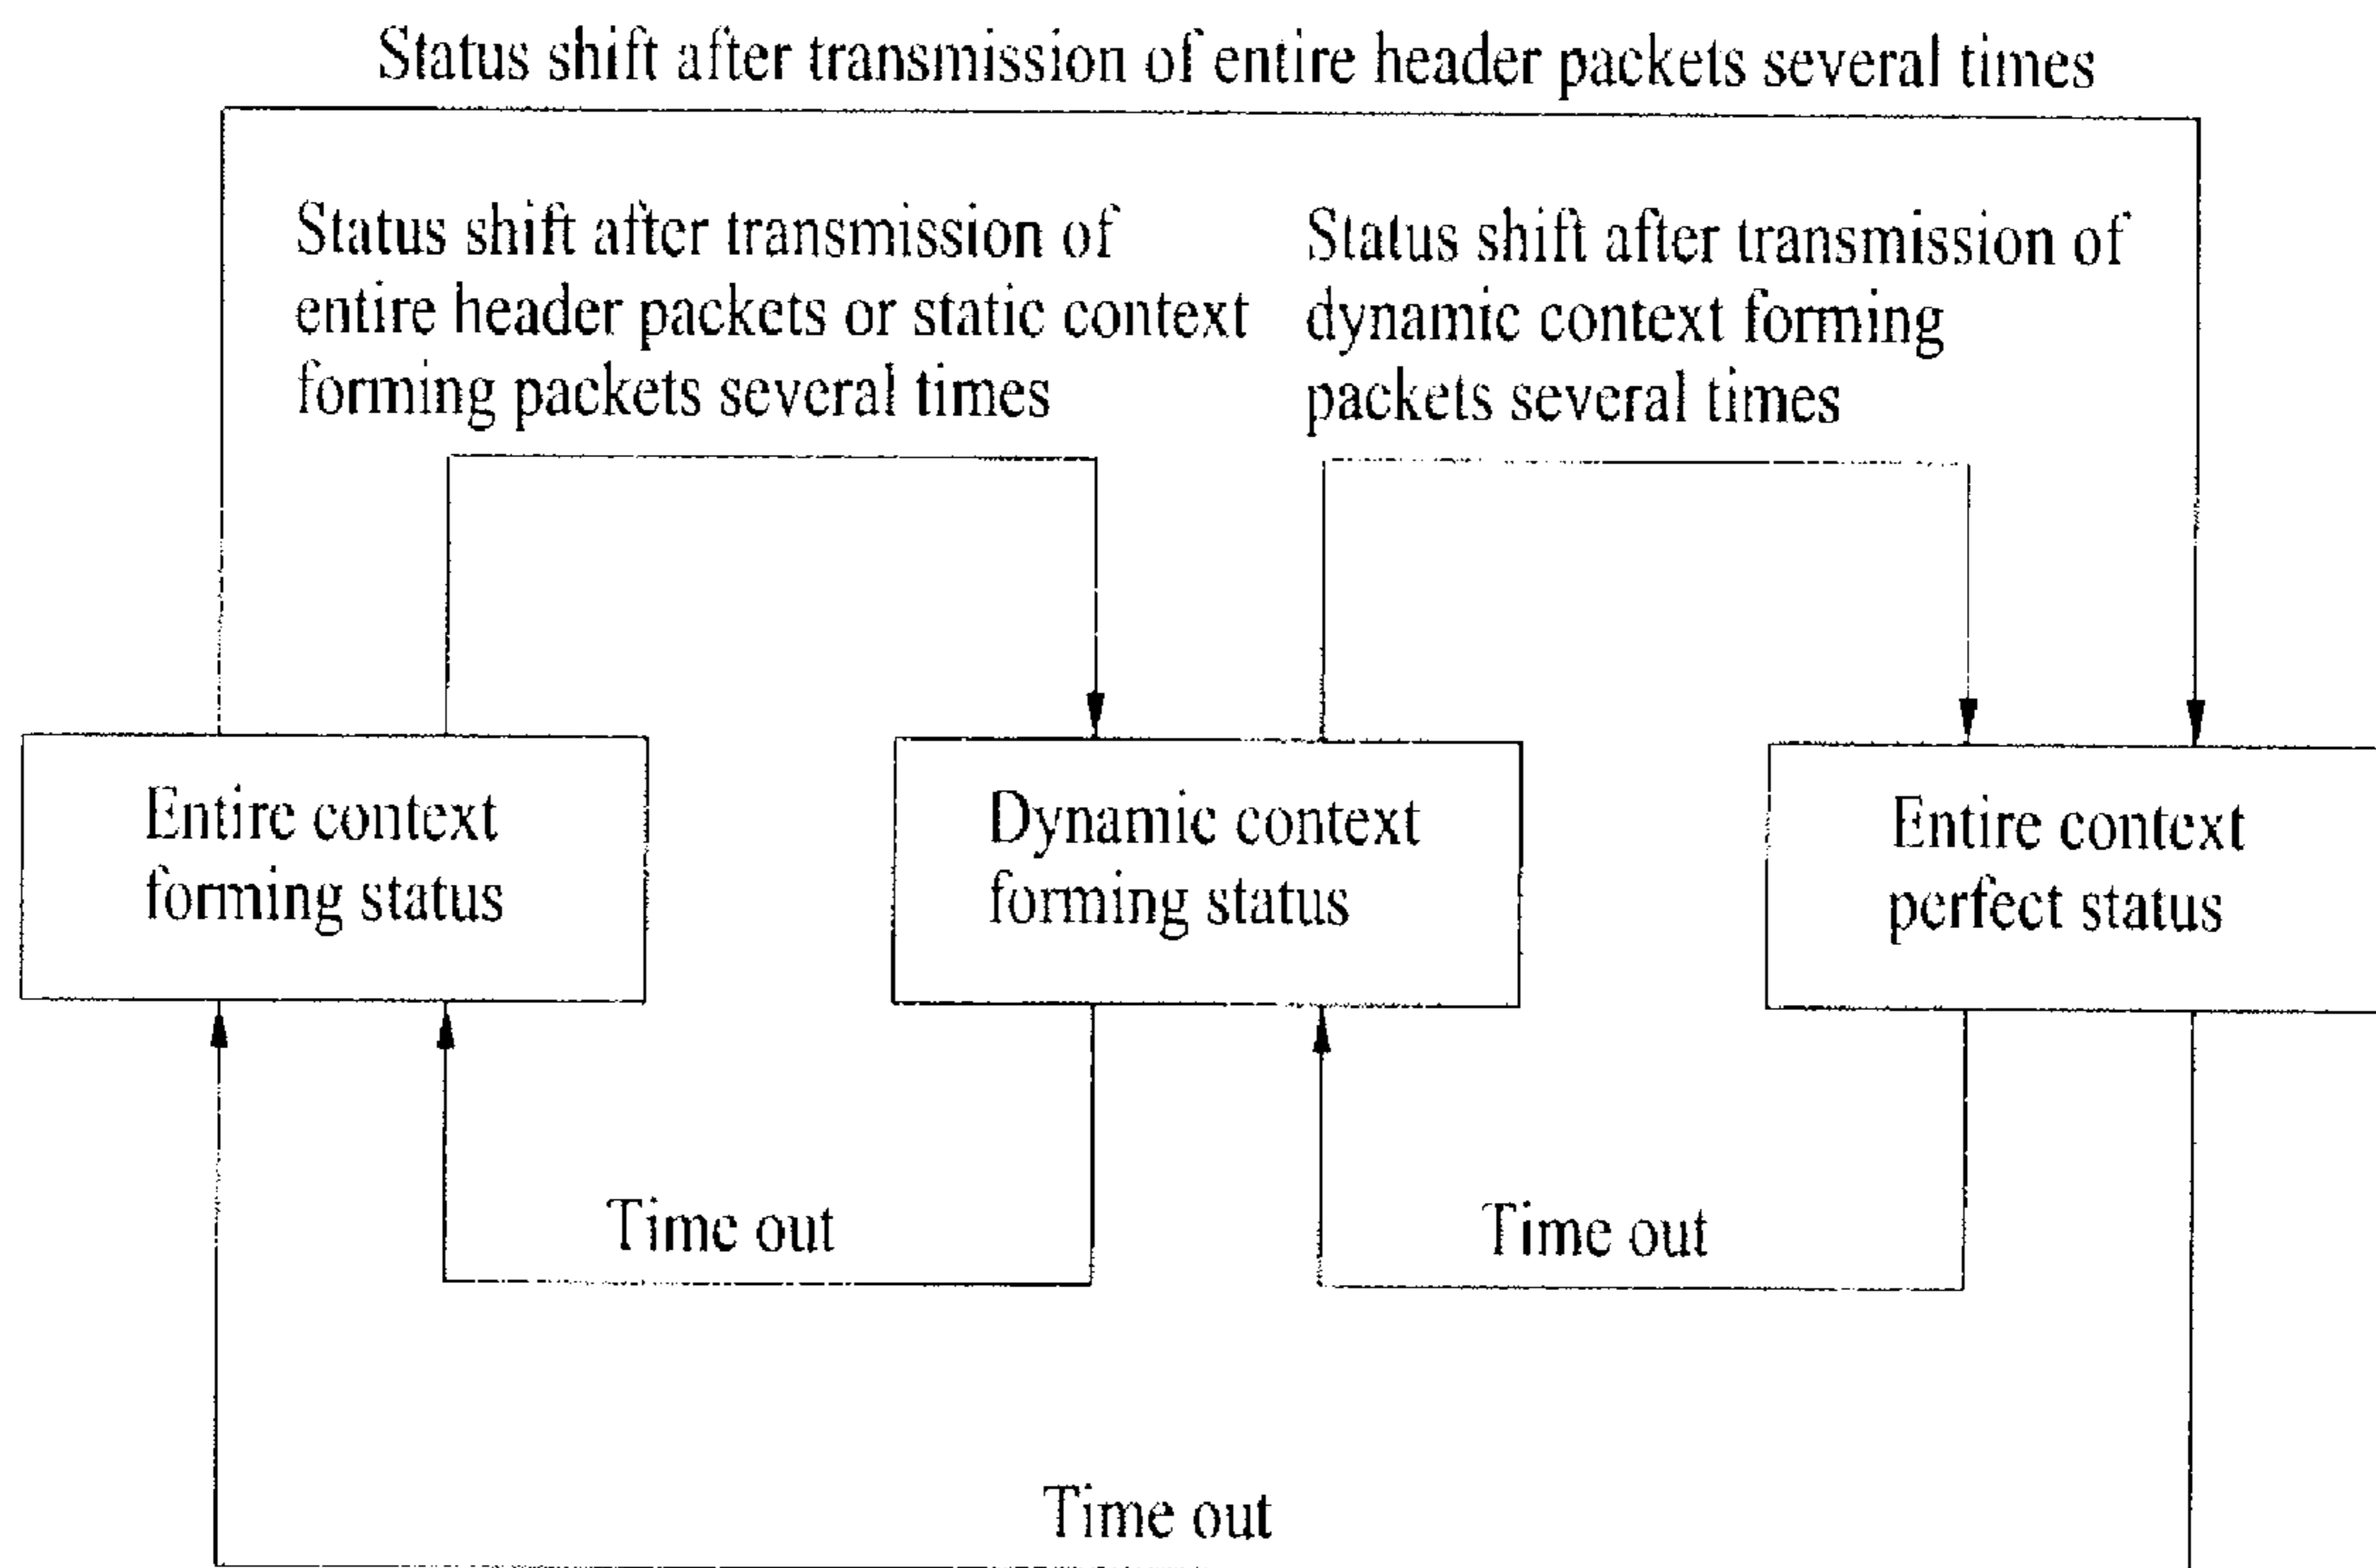 Status shift after transmission of entire header packets several times
Status shift after transmission of
entire header packets or static context
forming packets several times
Status shift after transmission of
dynamic context forming
packets several times
Entire context
forming status
Dynamic context
forming status
Entire context
perfect status
Time out
Time out
Time out